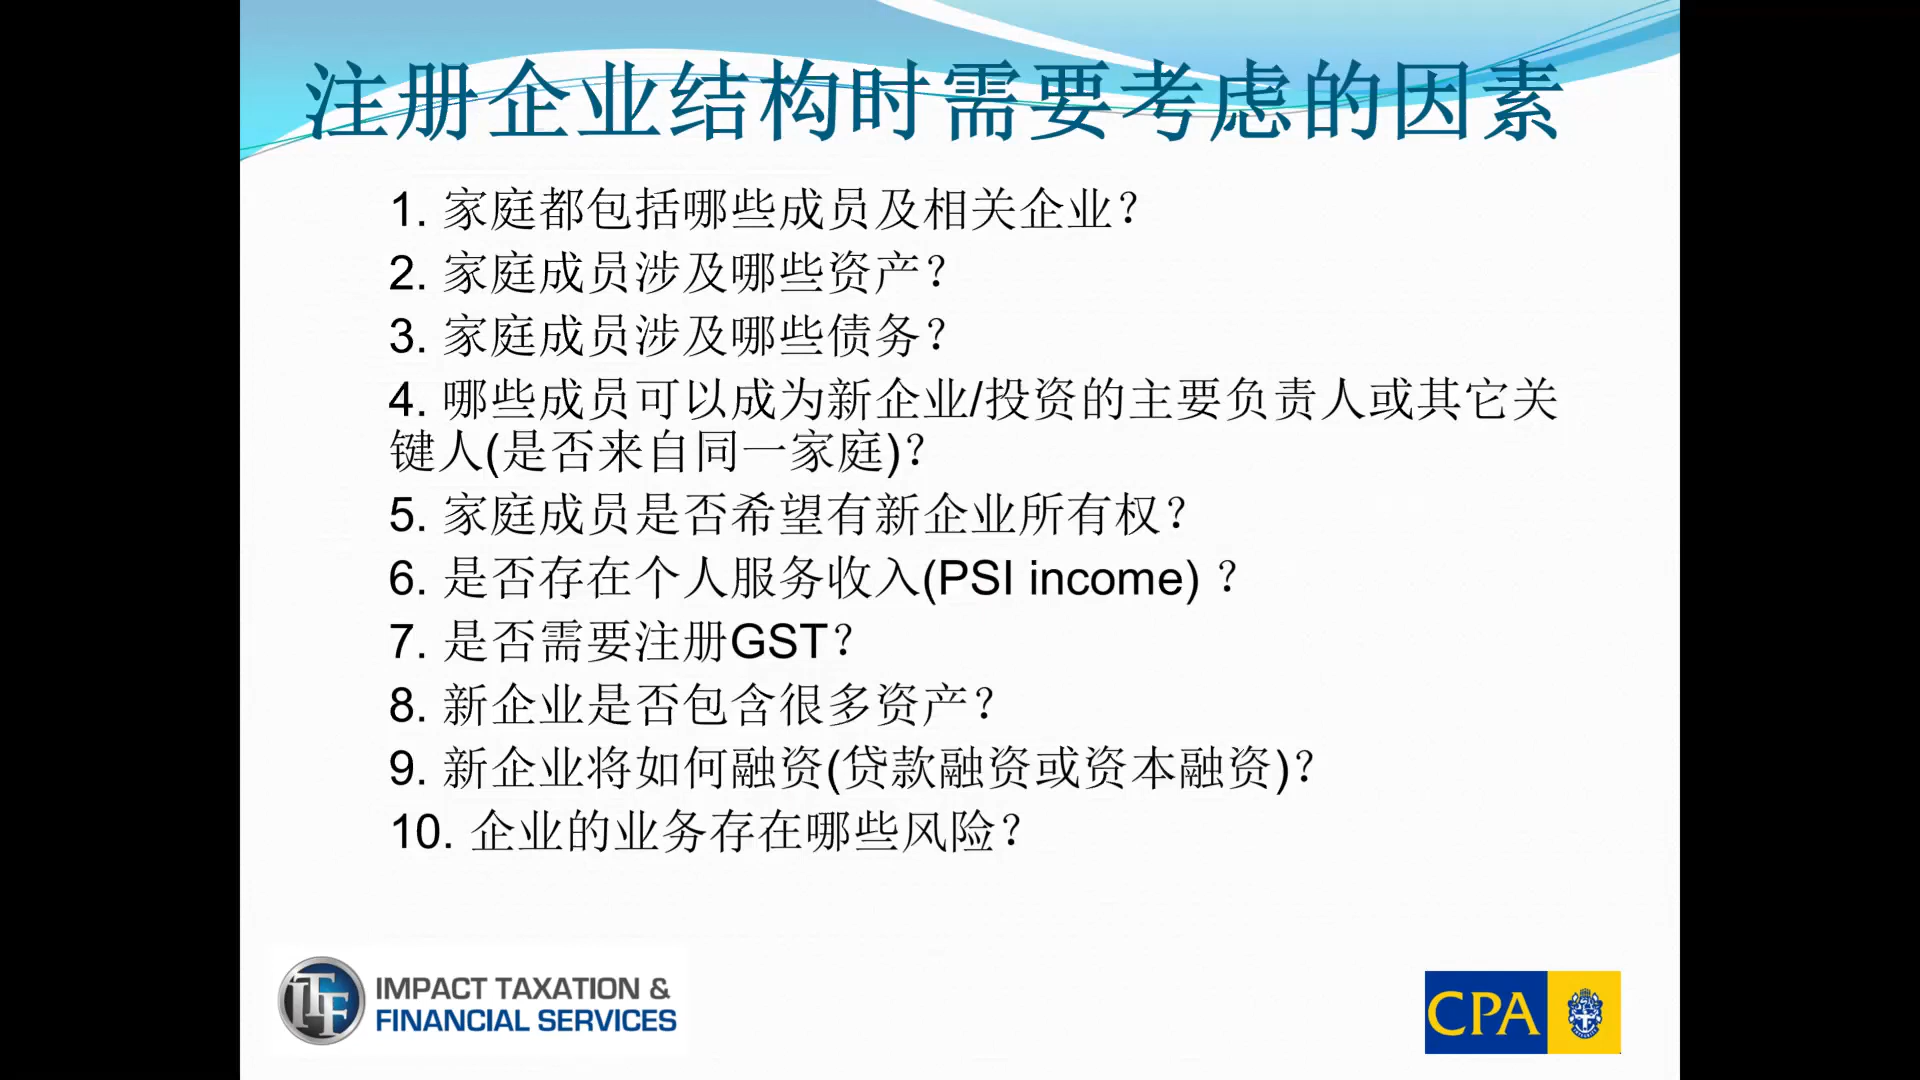 注册企业结构时需要考虑的因素
1. 家庭都包括哪些成员及相关企业？
2. 家庭成员涉及哪些资产？
3. 家庭成员涉及哪些债务？
4. 哪些成员可以成为新企业/投资的主要负责人或其它关
键人(是否来自同一家庭)？
5. 家庭成员是否希望有新企业所有权？
6. 是否存在个人服务收入(PSI income) ？
7. 是否需要注册GST？
8. 新企业是否包含很多资产？
9. 新企业将如何融资(贷款融资或资本融资)？
10. 企业的业务存在哪些风险？
ITF IMPACT TAXATION &
FINANCIAL SERVICES
CPA